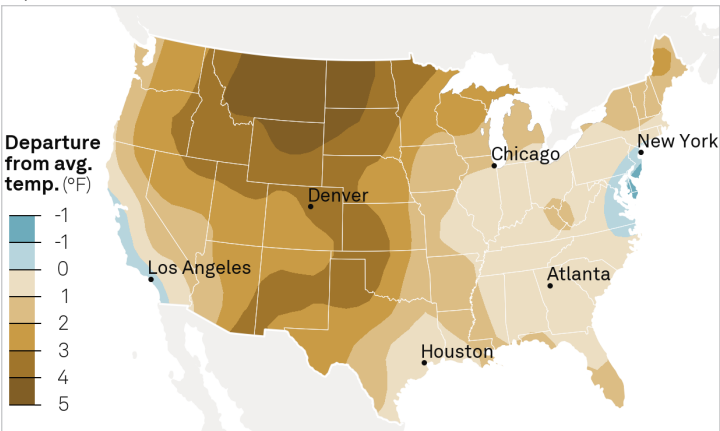 Departure
from avg.
temp. (°F)
-1
-1
0
1
2
3
4
5
New York
Chicago
Denver
Los Angeles
Atlanta
Houston